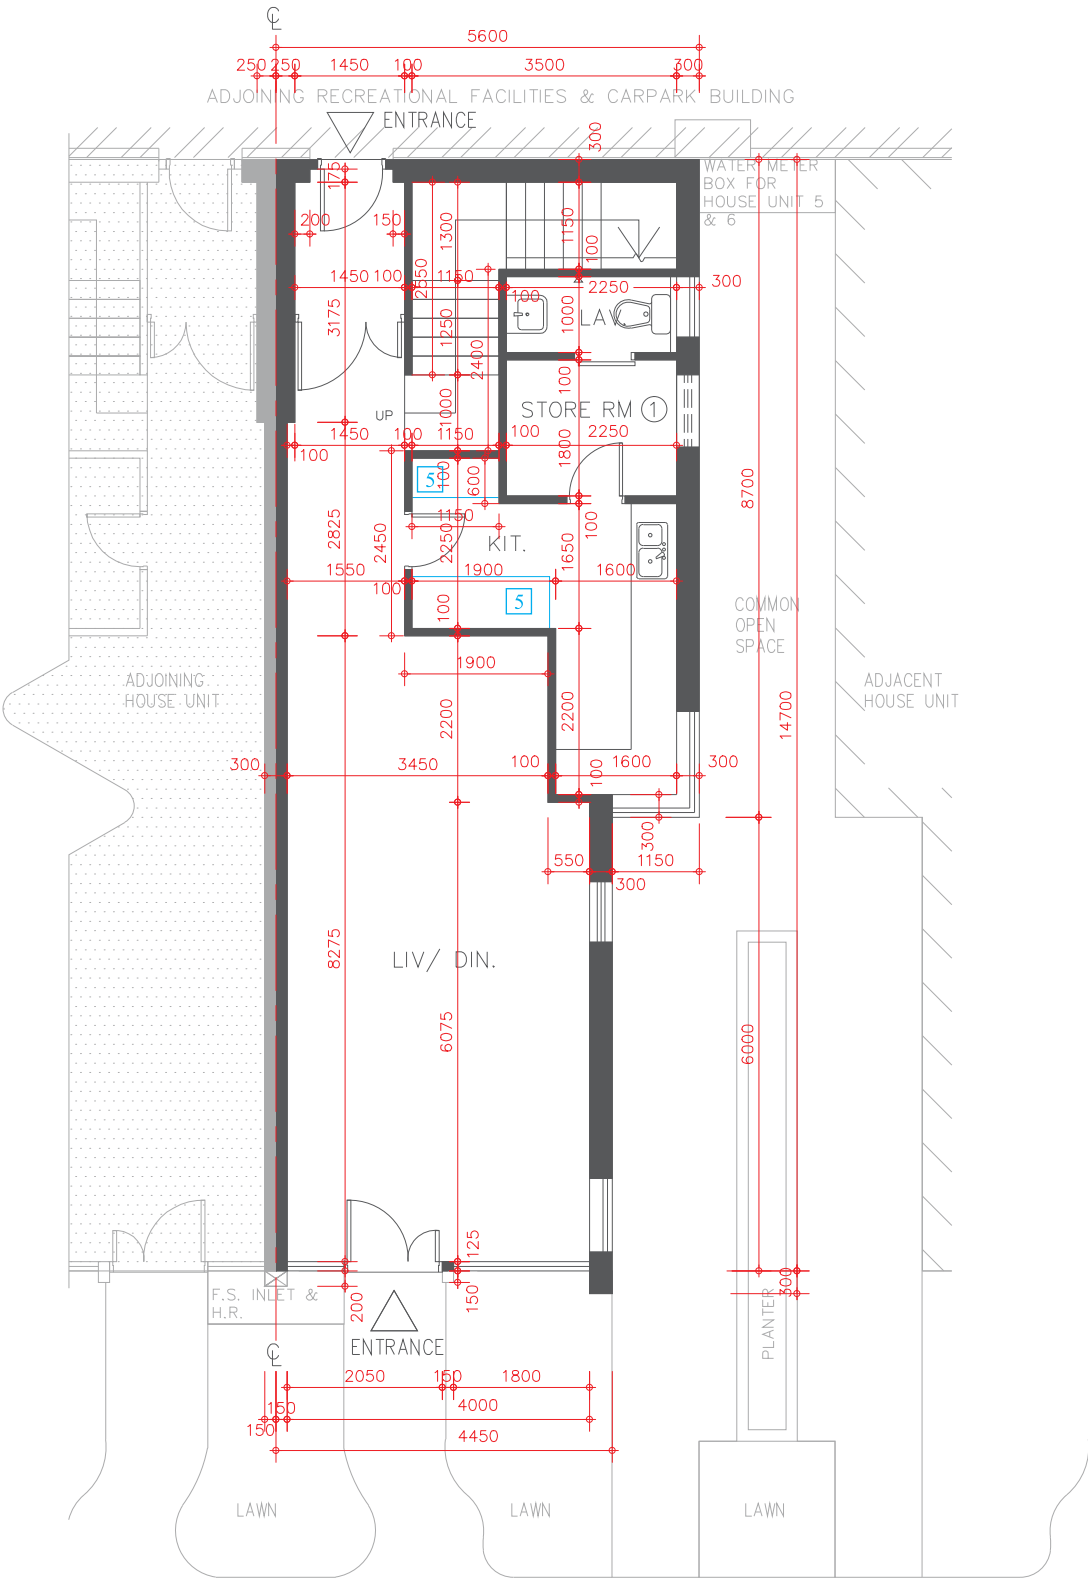 ℄
5600
250 250 1450 100 3500 300
ADJOINING RECREATIONAL FACILITIES & CARPARK BUILDING
ENTRANCE
300
175
WATER METER
BOX FOR
HOUSE UNIT 5
& 6
200 150 1300 1150
100
2650
1450 100 1150 100 2250 300
3175
1250
1000
LAV.
2400
100
UP
1000
STORE RM 1
1450 100 1150 100 2250
100
1800
5
100
600
8700
1150
100
2825
2450
2250
KIT.
1650
1550 1900 1600
100
5
100
COMMON
OPEN
SPACE
1900
ADJOINING
HOUSE UNIT
ADJACENT
HOUSE UNIT
2200
2200
14700
300 3450 100 1600 300
100
300
550 1150
300
8275
LIV/ DIN.
6075
6000
125
150
200
F.S. INLET &
H.R.
300
PLANTER
ENTRANCE
℄
2050 150 1800
150 4000
150 4450
LAWN
LAWN
LAWN